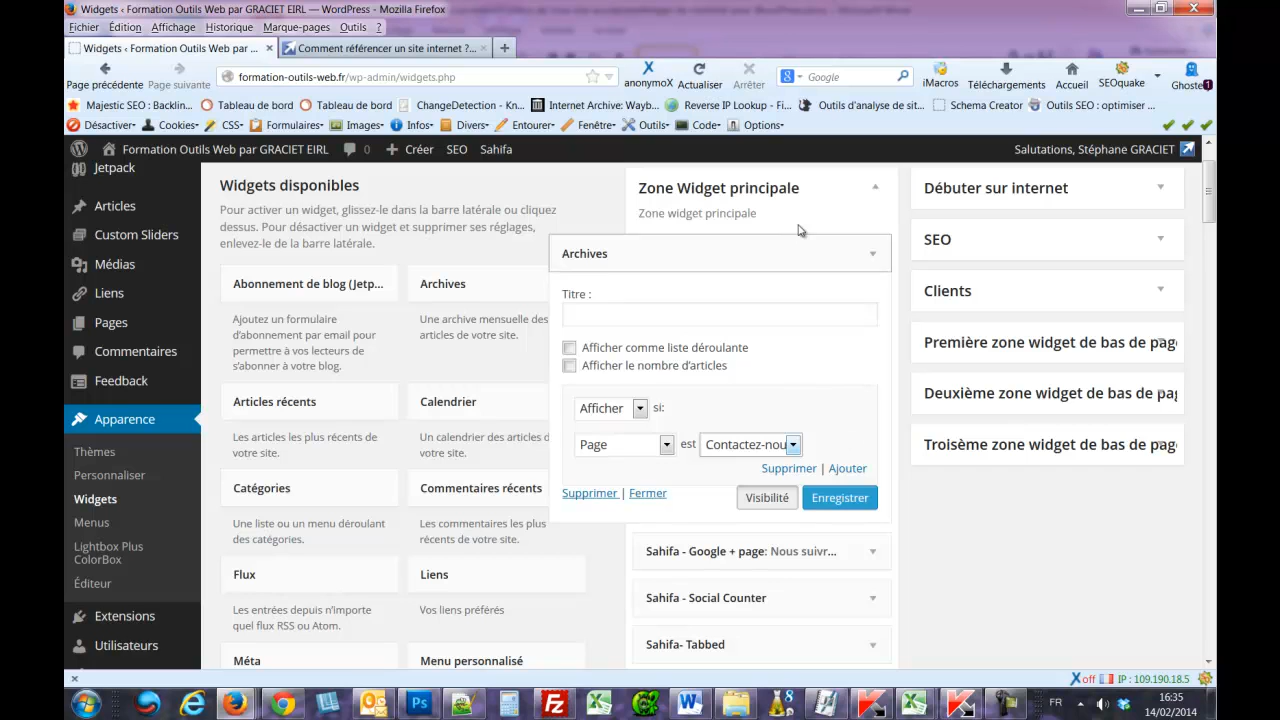 Widgets ‹ Formation Outils Web par GRACIET EIRL — WordPress - Mozilla Firefox
Fichier Édition Affichage Historique Marque-pages Outils ?
Widgets ‹ Formation Outils Web par ... × Comment référencer un site internet ?... × +
Page précédente Page suivante formation-outils-web.fr/wp-admin/widgets.php anonymoX Actualiser Arrêter Google iMacros Téléchargements Accueil SEOquake Ghoste 1
Majestic SEO : Backlin... Tableau de bord Tableau de bord ChangeDetection - Kn... Internet Archive: Wayb... Reverse IP Lookup - Fi... Outils d'analyse de sit... Schema Creator Outils SEO : optimiser ...
Désactiver Cookies CSS Formulaires Images Infos Divers Entourer Fenêtre Outils Code Options
Formation Outils Web par GRACIET EIRL 0 + Créer SEO Sahifa Salutations, Stéphane GRACIET
Jetpack
Articles
Custom Sliders
Médias
Liens
Pages
Commentaires
Feedback
Apparence
Thèmes
Personnaliser
Widgets
Menus
Lightbox Plus
ColorBox
Éditeur
Extensions
Utilisateurs
Widgets disponibles
Pour activer un widget, glissez-le dans la barre latérale ou cliquez
dessus. Pour désactiver un widget et supprimer ses réglages,
enlevez-le de la barre latérale.
Abonnement de blog (Jetp...
Ajoutez un formulaire
d'abonnement par email pour
permettre à vos lecteurs de
s'abonner à votre blog.
Archives
Une archive mensuelle des
articles de votre site.
Articles récents
Les articles les plus récents de
votre site.
Calendrier
Un calendrier des articles d
votre site.
Catégories
Une liste ou un menu déroulant
des catégories.
Commentaires récents
Les commentaires les plus
récents de votre site.
Flux
Les entrées depuis n'importe
quel flux RSS ou Atom.
Liens
Vos liens préférés
Méta
Menu personnalisé
Zone Widget principale
Zone widget principale
Archives
Titre :
Afficher comme liste déroulante
Afficher le nombre d'articles
Afficher si:
Page est Contactez-nou
Supprimer | Ajouter
Supprimer | Fermer Visibilité Enregistrer
Sahifa - Google + page: Nous suivr...
Sahifa - Social Counter
Sahifa- Tabbed
Débuter sur internet
SEO
Clients
Première zone widget de bas de page
Deuxième zone widget de bas de pag
Troisème zone widget de bas de page
× off IP : 109.190.18.5
FR 16:35
14/02/2014